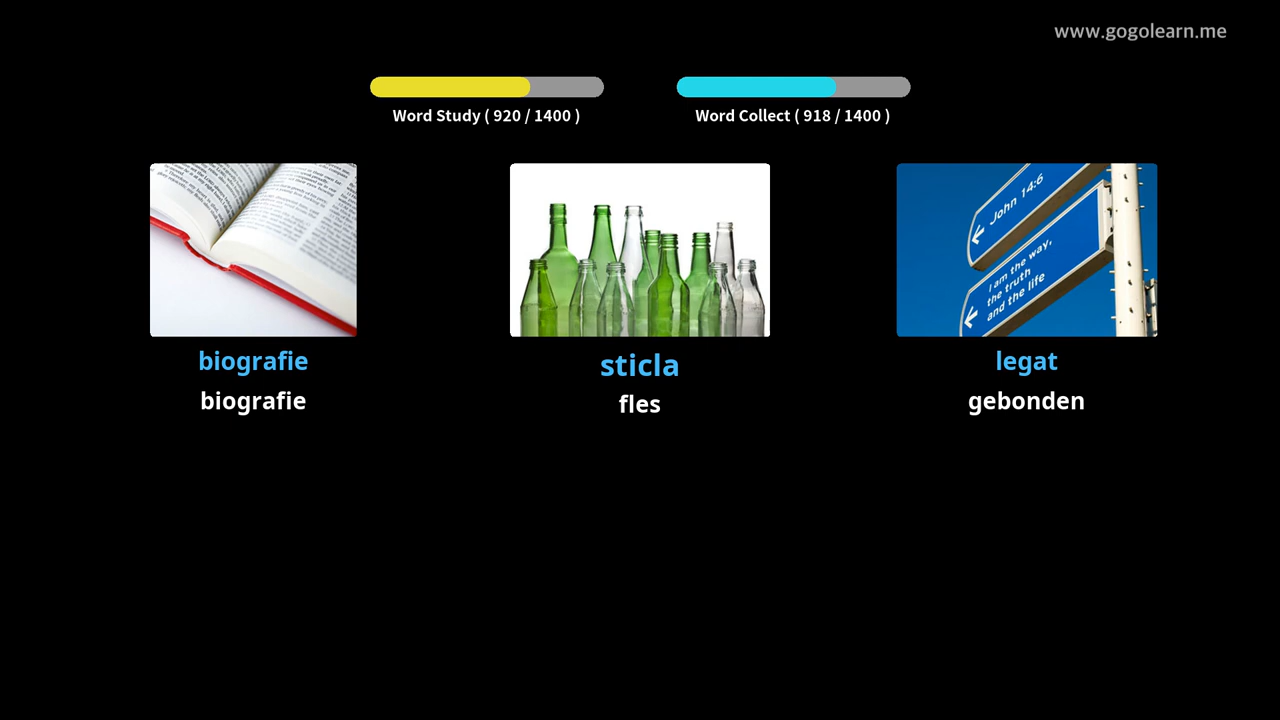 www.gogolearn.me
Word Study ( 920 / 1400 )
Word Collect ( 918 / 1400 )
John 14:6
I am the way,
the truth
and the life
biografie
sticla
legat
biografie
fles
gebonden